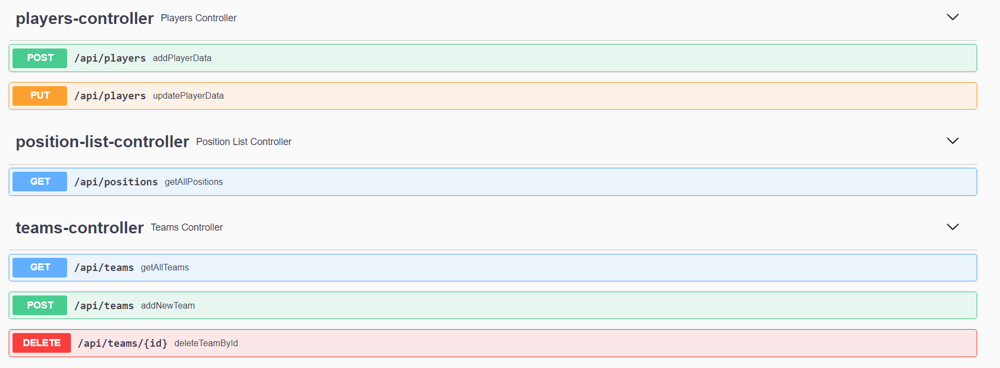 players-controller Players Controller
POST /api/players addPlayerData
PUT /api/players updatePlayerData
position-list-controller Position List Controller
GET /api/positions getAllPositions
teams-controller Teams Controller
GET /api/teams getAllTeams
POST /api/teams addNewTeam
DELETE /api/teams/{id} deleteTeamById